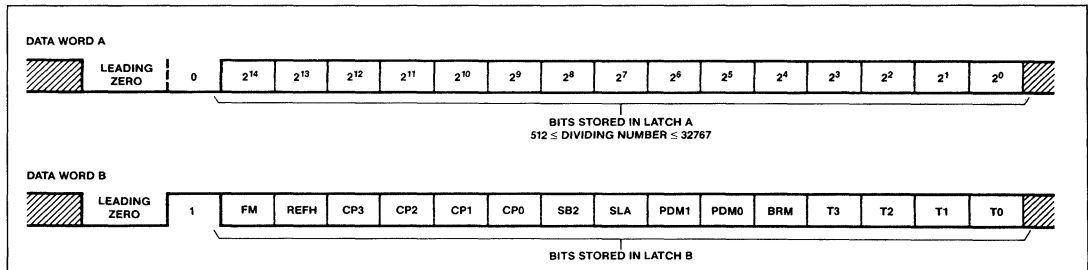 DATA WORD A
LEADING ZERO 0 2¹⁴ 2¹³ 2¹² 2¹¹ 2¹⁰ 2⁹ 2⁸ 2⁷ 2⁶ 2⁵ 2⁴ 2³ 2² 2¹ 2⁰
BITS STORED IN LATCH A
512 ≤ DIVIDING NUMBER ≤ 32767
DATA WORD B
LEADING ZERO 1 FM REFH CP3 CP2 CP1 CP0 SB2 SLA PDM1 PDM0 BRM T3 T2 T1 T0
BITS STORED IN LATCH B